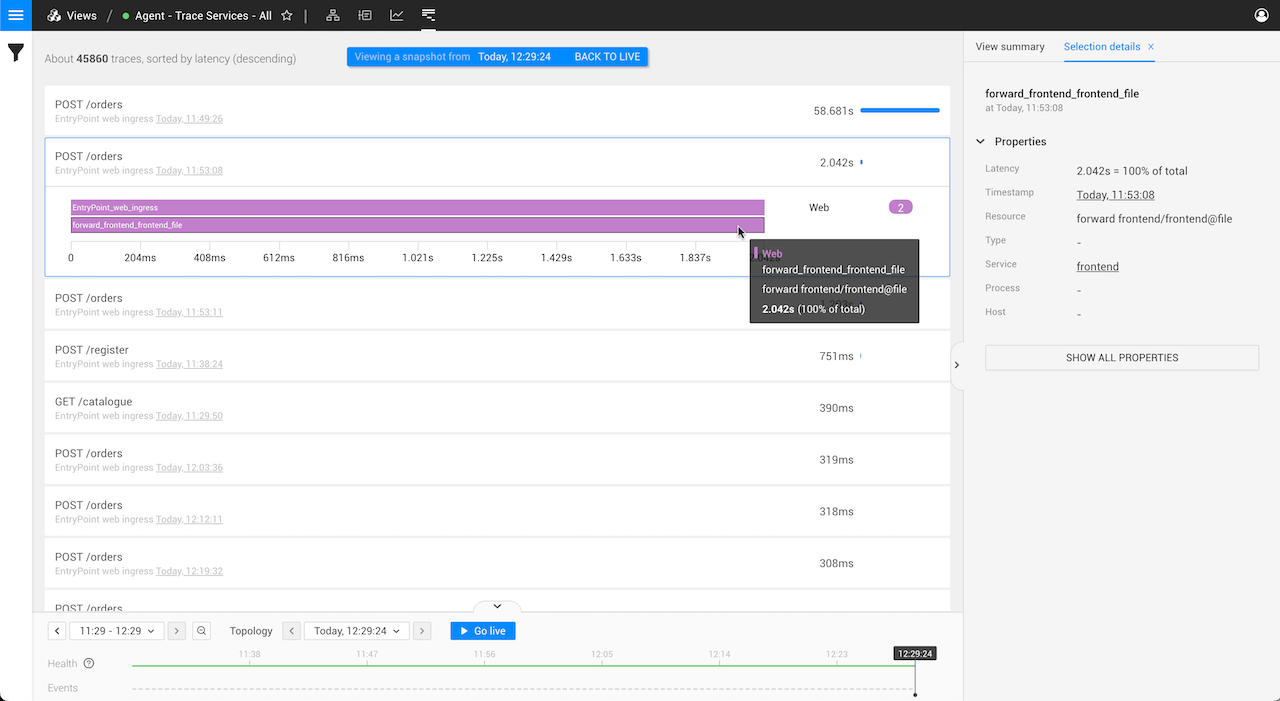 Views / Agent - Trace Services - All
About 45860 traces, sorted by latency (descending)
Viewing a snapshot from Today, 12:29:24 BACK TO LIVE
POST /orders
EntryPoint web ingress Today, 11:49:26
58.681s
POST /orders
EntryPoint web ingress Today, 11:53:08
2.042s
EntryPoint_web_ingress
Web
2
forward_frontend_frontend_file
204ms 408ms 612ms 816ms 1.021s 1.225s 1.429s 1.633s 1.837s
Web
forward_frontend_frontend_file
forward frontend/frontend@file
2.042s (100% of total)
POST /orders
EntryPoint web ingress Today, 11:53:11
POST /register
EntryPoint web ingress Today, 11:38:24
751ms
GET /catalogue
EntryPoint web ingress Today, 11:29:50
390ms
POST /orders
EntryPoint web ingress Today, 12:03:36
319ms
POST /orders
EntryPoint web ingress Today, 12:12:11
318ms
POST /orders
EntryPoint web ingress Today, 12:19:32
308ms
POST /orders
11:29 - 12:29
Topology
Today, 12:29:24
Go live
11:38 11:47 11:56 12:05 12:14 12:23 12:29:24
Health ?
Events
View summary
Selection details x
forward_frontend_frontend_file
at Today, 11:53:08
Properties
Latency 2.042s = 100% of total
Timestamp Today, 11:53:08
Resource forward frontend/frontend@file
Type -
Service frontend
Process -
Host -
SHOW ALL PROPERTIES